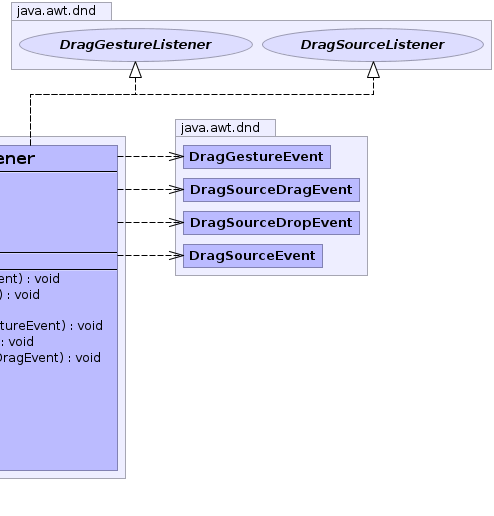 java.awt.dnd
DragGestureListener
DragSourceListener
java.awt.dnd
ener
DragGestureEvent
DragSourceDragEvent
DragSourceDropEvent
DragSourceEvent
ent) : void
) : void
tureEvent) : void
: void
DragEvent) : void